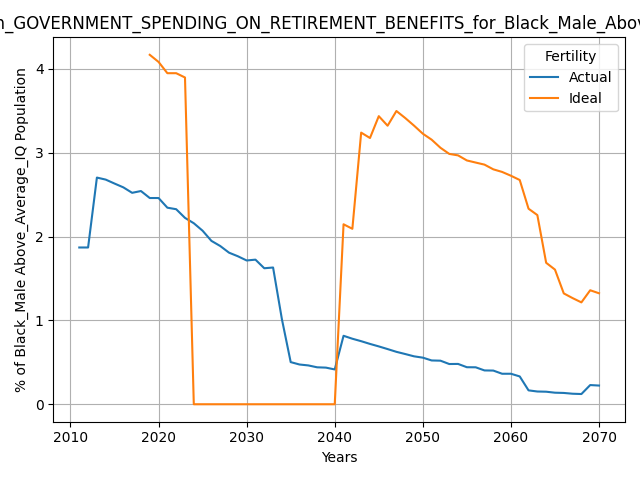 GOVERNMENT_SPENDING_ON_RETIREMENT_BENEFITS_for_Black_Male
Fertility
Actual
Ideal
% of Black_Male Above_Average_IQ Population
4
3
2
1
0
2010 2020 2030 2040 2050 2060 2070
Years